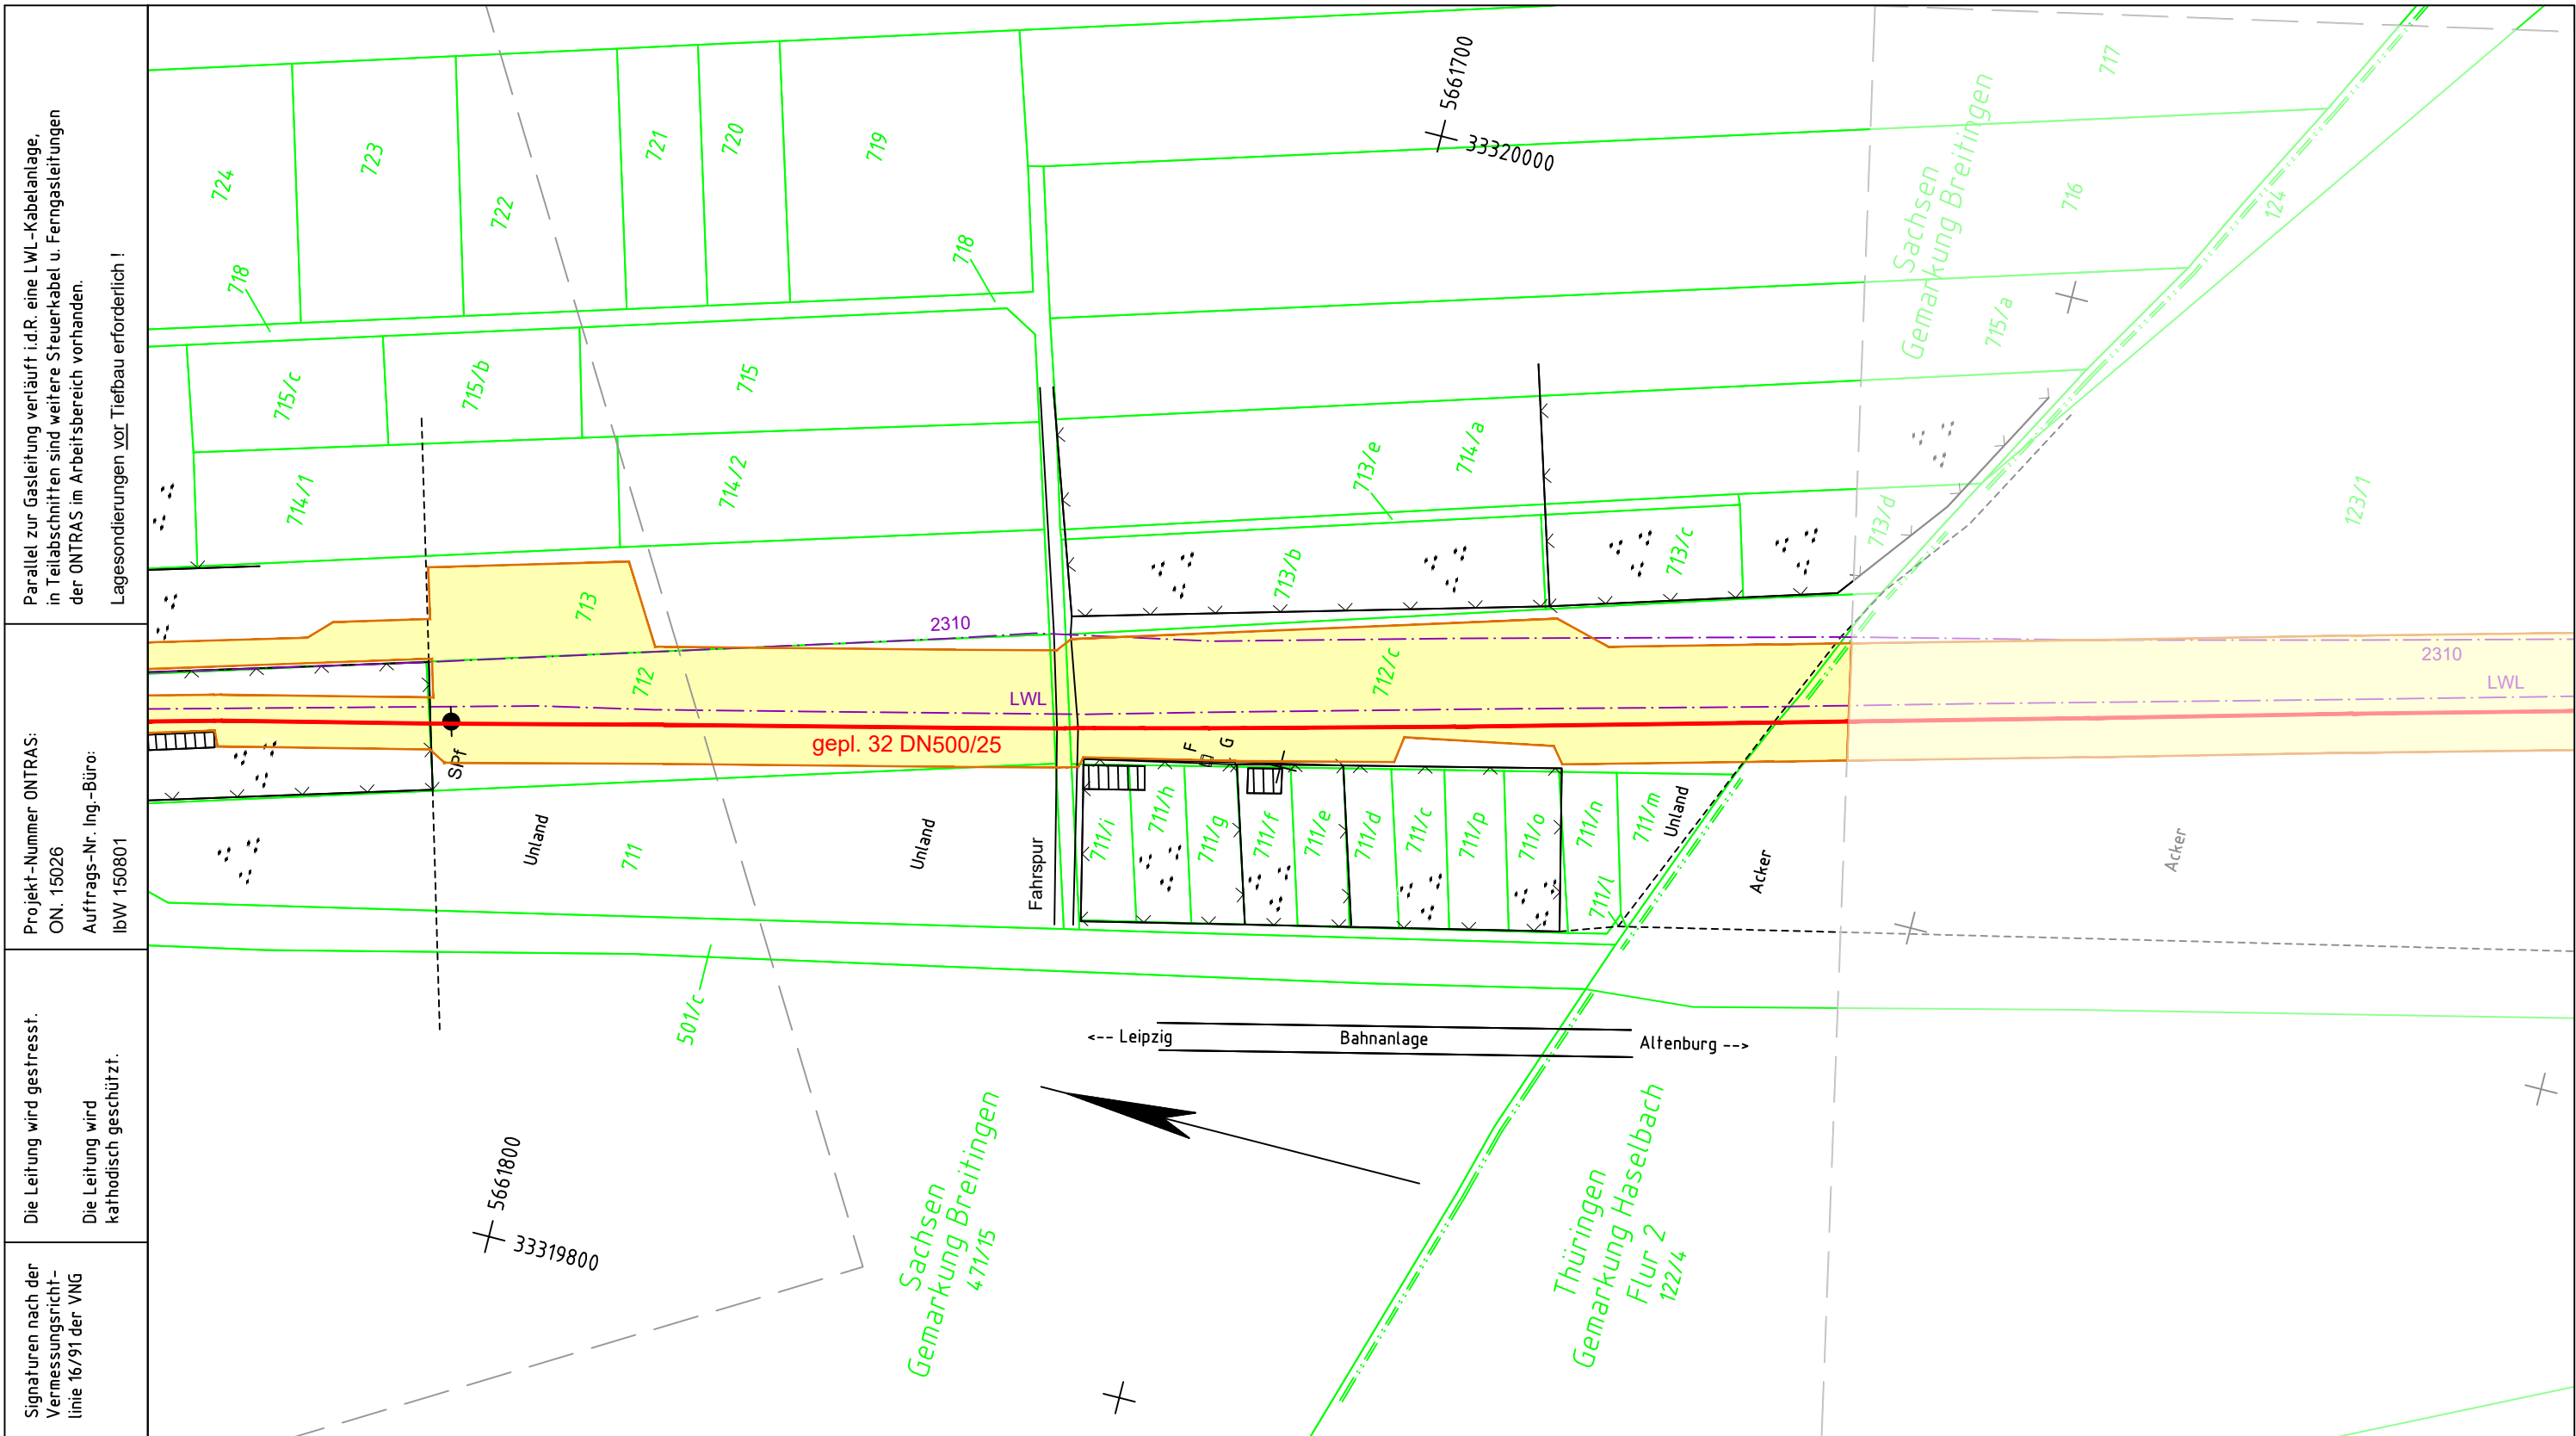 Parallel zur Gasleitung verläuft i.d.R. eine LWL-Kabelanlage,
in Teilabschnitten sind weitere Steuerkabel u. Ferngasleitungen
der ONTRAS im Arbeitsbereich vorhanden.
Lagesondierungen vor Tiefbau erforderlich !
Projekt-Nummer ONTRAS:
ON. 15026
Auftrags-Nr. Ing.-Büro:
IbW 150801
Die Leitung wird gestresst.
Die Leitung wird
kathodisch geschützt.
Signaturen nach der
Vermessungsricht-
linie 16/91 der VNG
724
723
722
721
720
719
718
718
5661700
33320000
717
Sachsen
Gemarkung Breitingen
716
124
715/a
715/c
715/b
715
714/1
714/2
713/e
714/a
713/d
123/1
713/b
713/c
713
2310
712
712/c
2310
LWL
LWL
gepl. 32 DN500/25
SPf
F
G
Unland
711
Unland
Fahrspur
711/i
711/h
711/g
711/f
711/e
711/d
711/c
711/p
711/o
711/n
711/m
711/l
Unland
Acker
Acker
501/c
<-- Leipzig
Bahnanlage
Altenburg -->
5661800
33319800
Sachsen
Gemarkung Breitingen
471/15
Thüringen
Gemarkung Haselbach
Flur 2
122/4